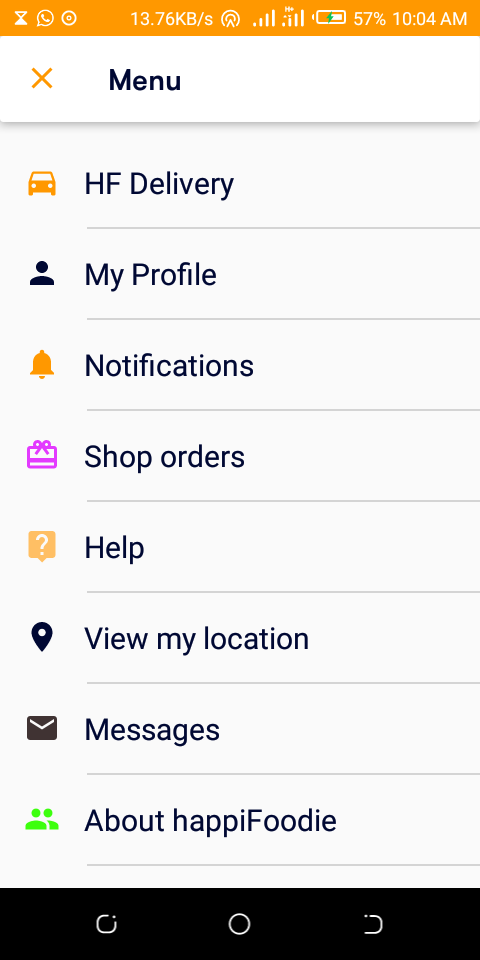 13.76KB/s H+ 57% 10:04 AM
Menu
HF Delivery
My Profile
Notifications
Shop orders
? Help
View my location
Messages
About happiFoodie